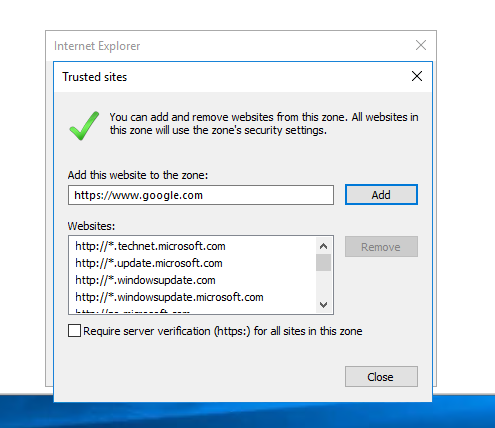 Internet Explorer
Trusted sites
You can add and remove websites from this zone. All websites in
this zone will use the zone's security settings.
Add this website to the zone:
https://www.google.com
Add
Websites:
http://*.technet.microsoft.com
http://*.update.microsoft.com
http://*.windowsupdate.com
http://*.windowsupdate.microsoft.com
Remove
Require server verification (https:) for all sites in this zone
Close